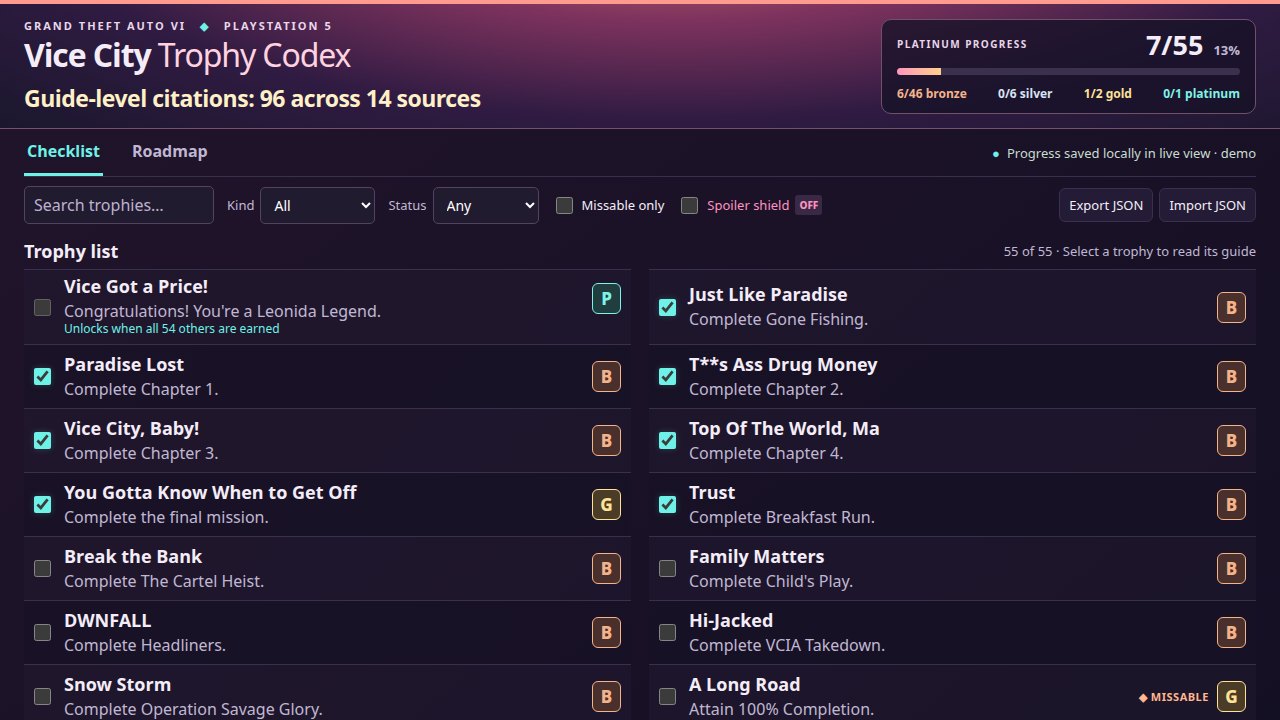 GRAND THEFT AUTO VI ◆ PLAYSTATION 5
Vice City Trophy Codex
Guide-level citations: 96 across 14 sources
PLATINUM PROGRESS 7/55 13%
6/46 bronze 0/6 silver 1/2 gold 0/1 platinum
Checklist Roadmap
● Progress saved locally in live view · demo
Search trophies... Kind All Status Any Missable only Spoiler shield OFF Export JSON Import JSON
Trophy list
55 of 55 · Select a trophy to read its guide
Vice Got a Price!
Congratulations! You're a Leonida Legend.
Unlocks when all 54 others are earned
P
Just Like Paradise
Complete Gone Fishing.
B
Paradise Lost
Complete Chapter 1.
B
T**s Ass Drug Money
Complete Chapter 2.
B
Vice City, Baby!
Complete Chapter 3.
B
Top Of The World, Ma
Complete Chapter 4.
B
You Gotta Know When to Get Off
Complete the final mission.
G
Trust
Complete Breakfast Run.
B
Break the Bank
Complete The Cartel Heist.
B
Family Matters
Complete Child's Play.
B
DWNFALL
Complete Headliners.
B
Hi-Jacked
Complete VCIA Takedown.
B
Snow Storm
Complete Operation Savage Glory.
B
A Long Road
Attain 100% Completion.
◆ MISSABLE G